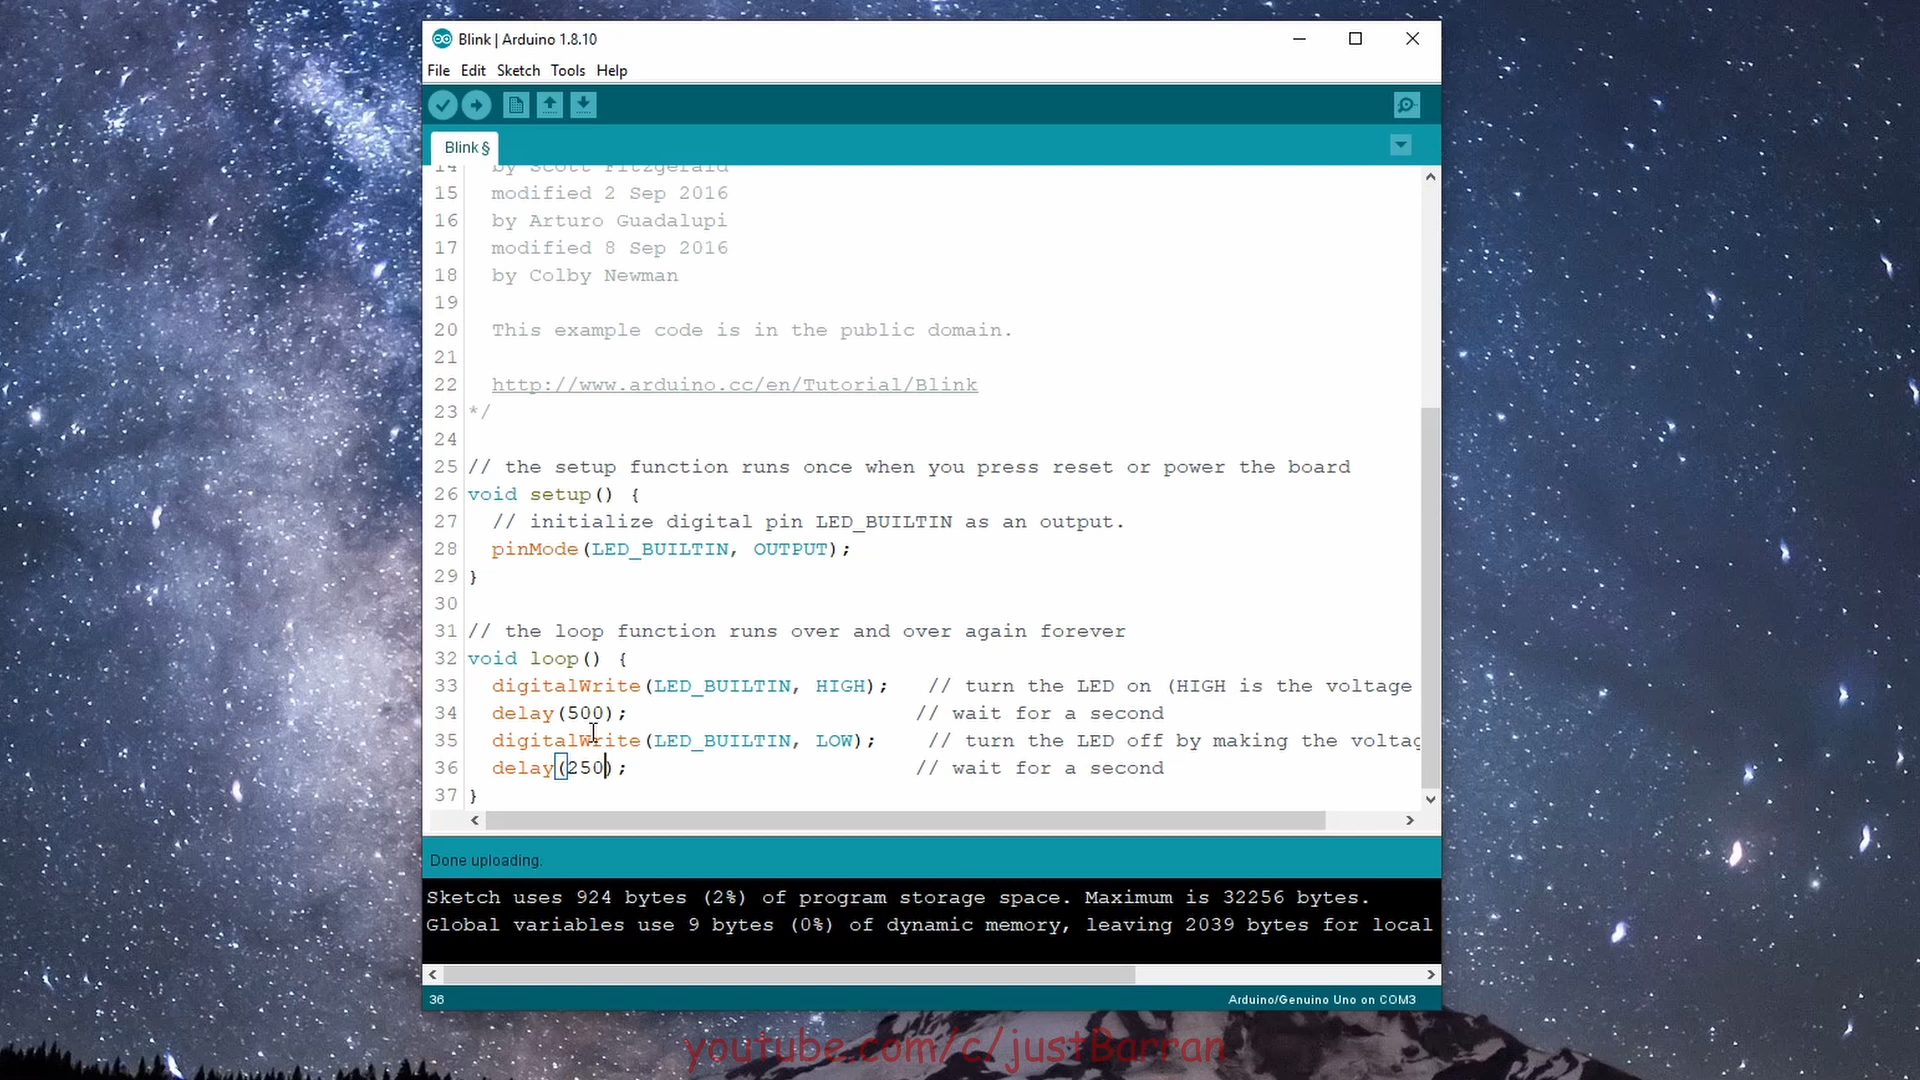 Blink | Arduino 1.8.10
File Edit Sketch Tools Help
Blink §
14 by Scott Fitzgerald
15 modified 2 Sep 2016
16 by Arturo Guadalupi
17 modified 8 Sep 2016
18 by Colby Newman
19
20 This example code is in the public domain.
21
22 http://www.arduino.cc/en/Tutorial/Blink
23 */
24
25 // the setup function runs once when you press reset or power the board
26 void setup() {
27 // initialize digital pin LED_BUILTIN as an output.
28 pinMode(LED_BUILTIN, OUTPUT);
29 }
30
31 // the loop function runs over and over again forever
32 void loop() {
33 digitalWrite(LED_BUILTIN, HIGH); // turn the LED on (HIGH is the voltage
34 delay(500); // wait for a second
35 digitalWrite(LED_BUILTIN, LOW); // turn the LED off by making the voltag
36 delay(250); // wait for a second
37 }
Done uploading.
Sketch uses 924 bytes (2%) of program storage space. Maximum is 32256 bytes.
Global variables use 9 bytes (0%) of dynamic memory, leaving 2039 bytes for local
36 Arduino/Genuino Uno on COM3
youtube.com/c/justBarran